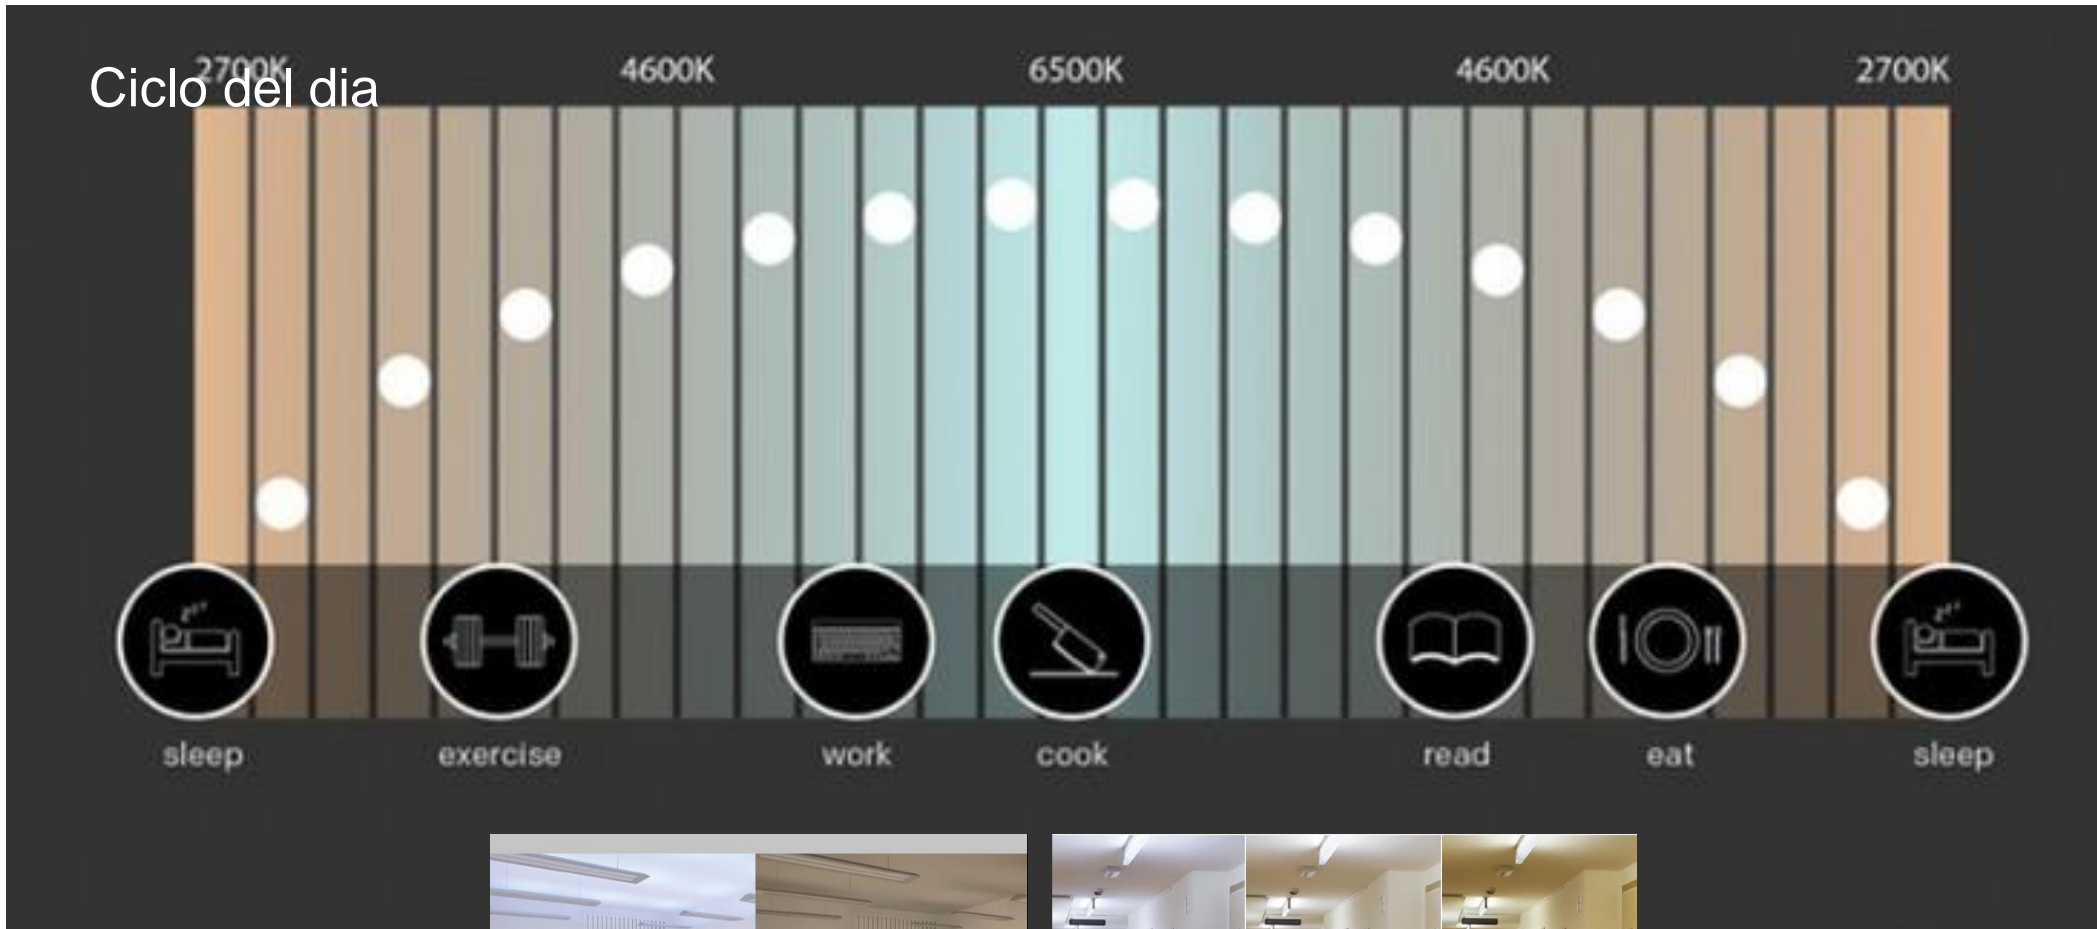 2700K 4600K 6500K 4600K 2700K
Ciclo del dia
sleep exercise work cook read eat sleep